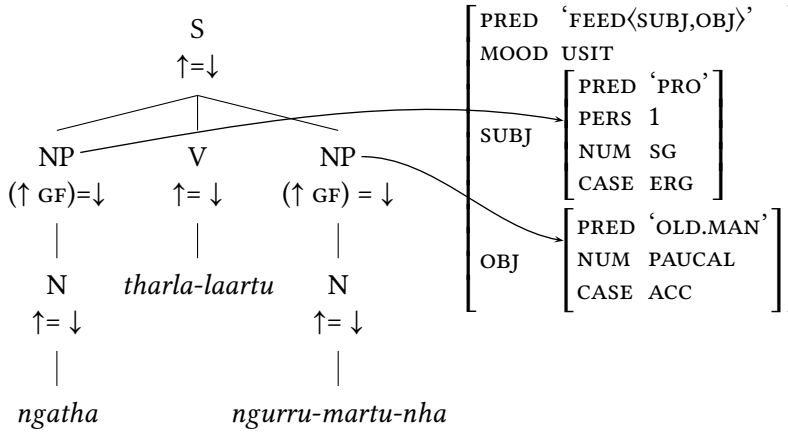 S
↑=↓
NP V NP
(↑ GF)=↓ ↑= ↓ (↑ GF) = ↓
N tharla-laartu N
↑= ↓ ↑= ↓
ngatha ngurru-martu-nha
PRED ‘FEED⟨SUBJ,OBJ⟩’
MOOD USIT
SUBJ
PRED ‘PRO’
PERS 1
NUM SG
CASE ERG
OBJ
PRED ‘OLD.MAN’
NUM PAUCAL
CASE ACC